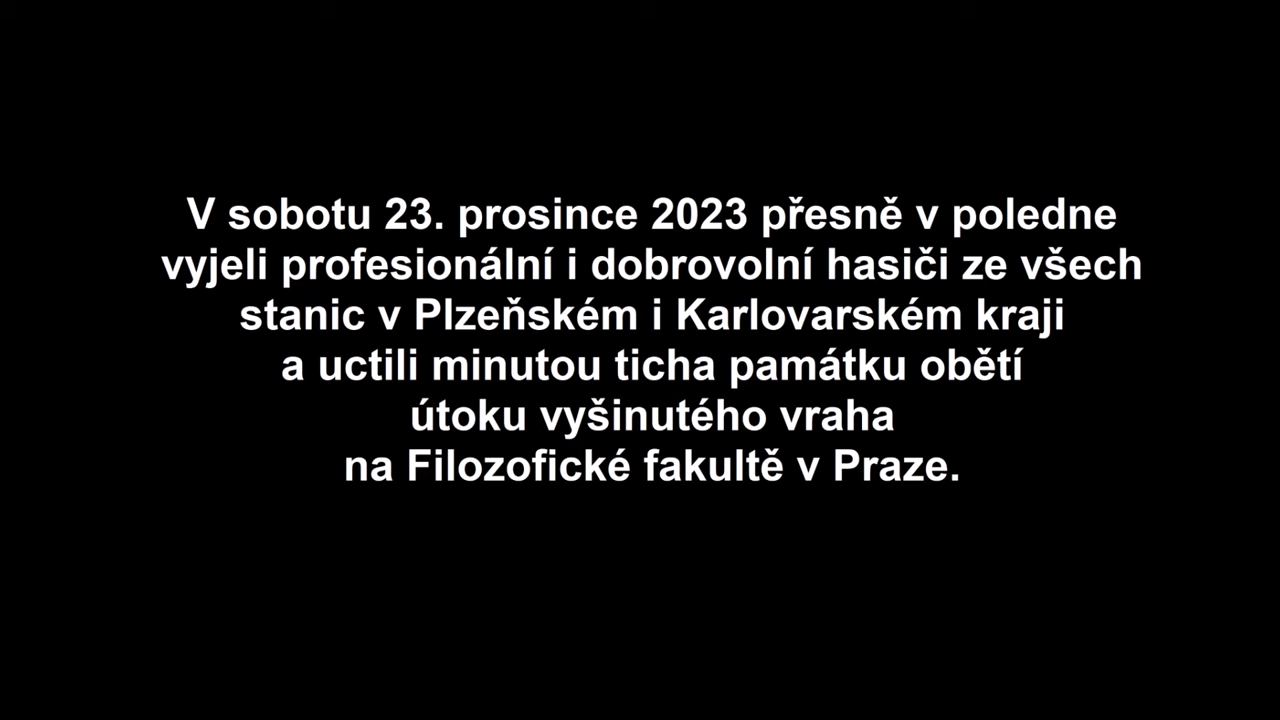 V sobotu 23. prosince 2023 přesně v poledne
vyjeli profesionální i dobrovolní hasiči ze všech
stanic v Plzeňském i Karlovarském kraji
a uctili minutou ticha památku obětí
útoku vyšinutého vraha
na Filozofické fakultě v Praze.